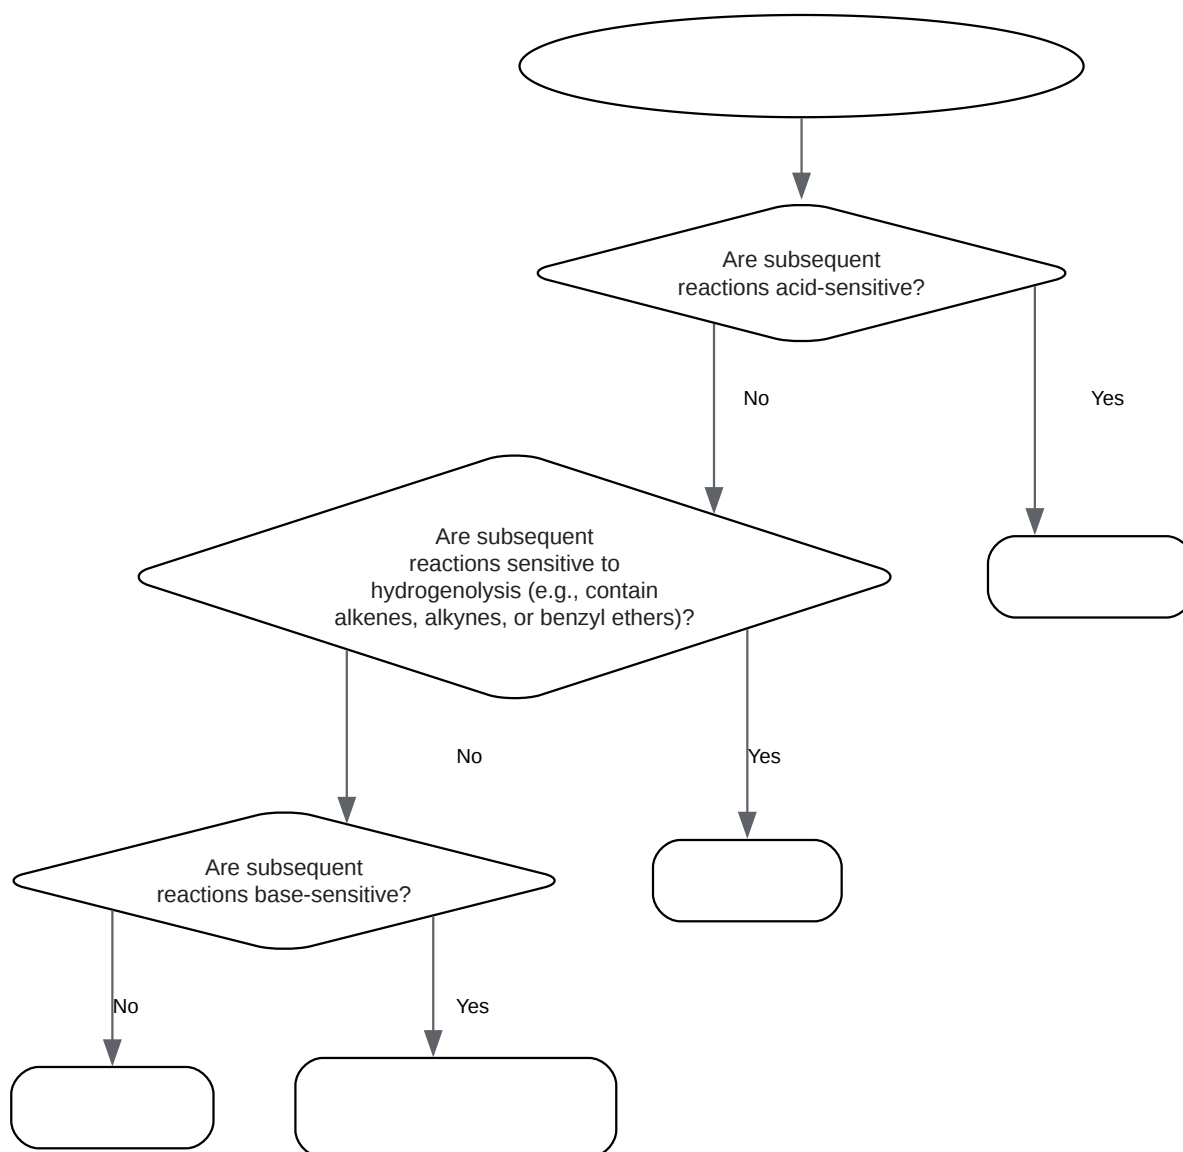 Are subsequent
reactions acid-sensitive?
No
Yes
Are subsequent
reactions sensitive to
hydrogenolysis (e.g., contain
alkenes, alkynes, or benzyl ethers)?
No
Yes
Are subsequent
reactions base-sensitive?
No
Yes